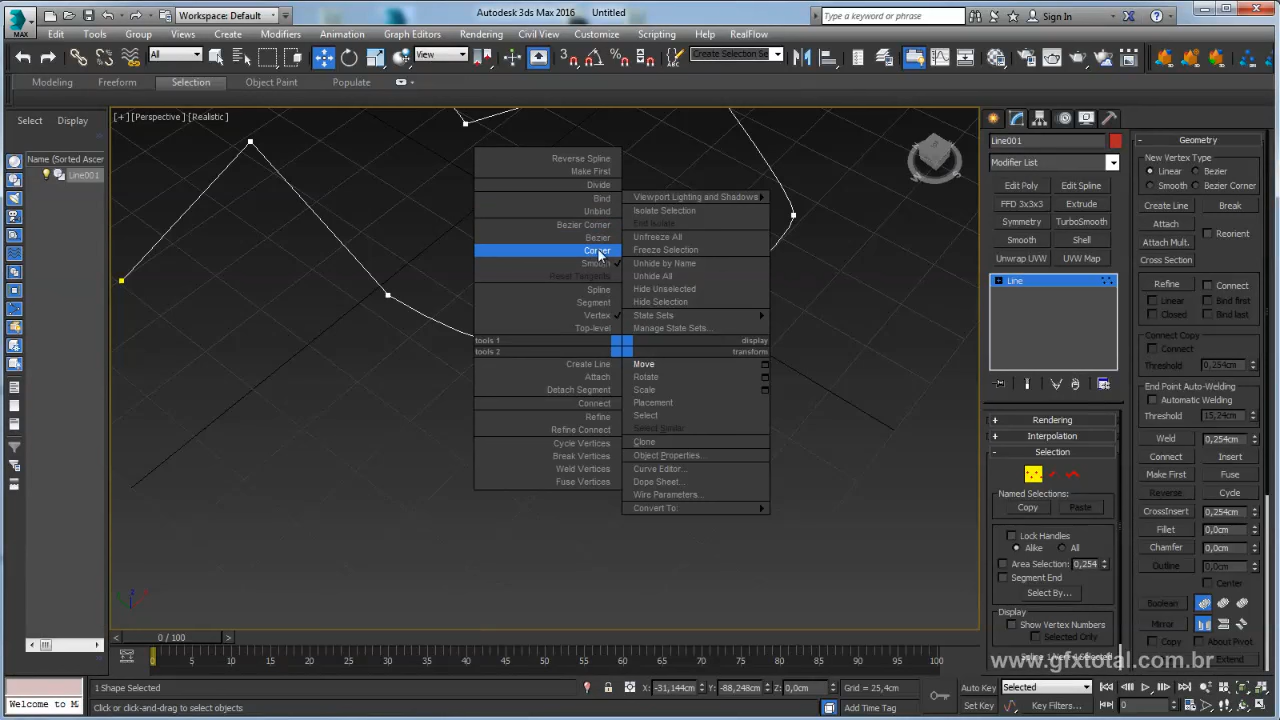 MAX
Workspace: Default
Autodesk 3ds Max 2016 Untitled
Type a keyword or phrase
Sign In
Edit Tools Group Views Create Modifiers Animation Graph Editors Rendering Civil View Customize Scripting Help RealFlow
All
View
Create Selection Se
Modeling Freeform Selection Object Paint Populate
Select Display
Name (Sorted Ascer
Line001
[+] [Perspective] [Realistic]
Reverse Spline
Make First
Divide
Bind
Unbind
Bezier Corner
Bezier
Corner
Smooth
Reset Tangents
Spline
Segment
Vertex
Top-level
tools 1
tools 2
Create Line
Attach
Detach Segment
Connect
Refine
Refine Connect
Cycle Vertices
Break Vertices
Weld Vertices
Fuse Vertices
Viewport Lighting and Shadows
Isolate Selection
End Isolate
Unfreeze All
Freeze Selection
Unhide by Name
Unhide All
Hide Unselected
Hide Selection
State Sets
Manage State Sets...
display
transform
Move
Rotate
Scale
Placement
Select
Select Similar
Clone
Object Properties...
Curve Editor...
Dope Sheet...
Wire Parameters...
Convert To:
Line001
Modifier List
Edit Poly Edit Spline
FFD 3x3x3 Extrude
Symmetry TurboSmooth
Smooth Shell
Unwrap UVW UVW Map
Line
+ Rendering
+ Interpolation
- Selection
Named Selections:
Copy Paste
Lock Handles
Alike All
Area Selection: 0,254
Segment End
Select By...
Display
Show Vertex Numbers
Selected Only
- Geometry
New Vertex Type
Linear Bezier
Smooth Bezier Corner
Create Line Break
Attach
Reorient
Attach Mult.
Cross Section
Refine Connect
Linear Bind first
Closed Bind last
Connect Copy
Connect
Threshold 0,254cm
End Point Auto-Welding
Automatic Welding
Threshold 15,24cm
Weld 0,254cm
Connect Insert
Make First Fuse
Reverse Cycle
CrossInsert 0,254cm
Fillet 0,0cm
Chamfer 0,0cm
Outline 0,0cm
Center
Boolean
Mirror
Copy About Pivot
Extend
www.gfxtotal.com.br
< 0 / 100 >
0 5 10 15 20 25 30 35 40 45 50 55 60 65 70 75 80 85 90 95 100
1 Shape Selected
X: -31,144cm Y: -88,248cm Z: 0,0cm Grid = 25,4cm
Auto Key Selected
Welcome to M
Click or click-and-drag to select objects
Add Time Tag
Set Key Key Filters... 0